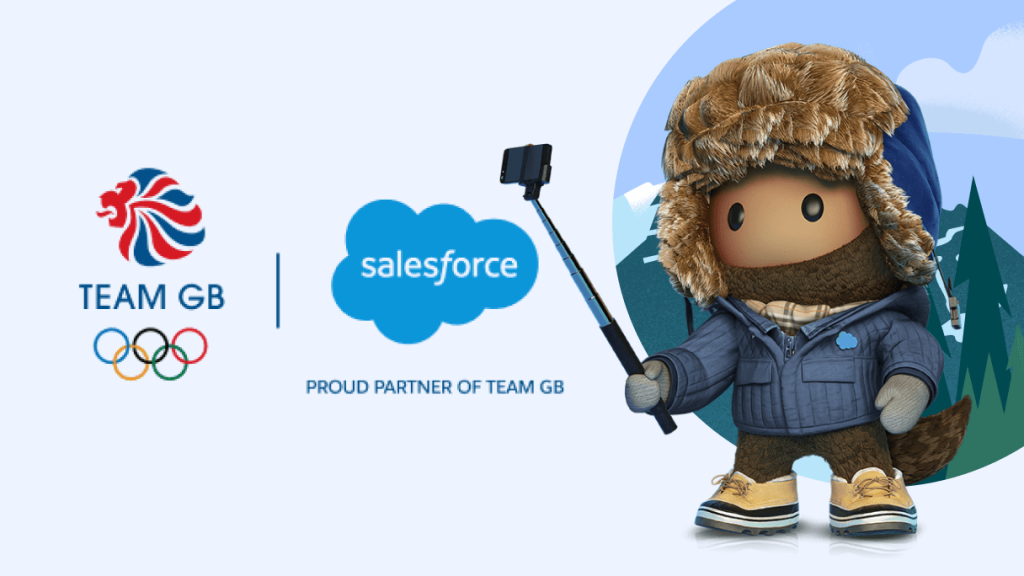 TEAM GB
salesforce
PROUD PARTNER OF TEAM GB